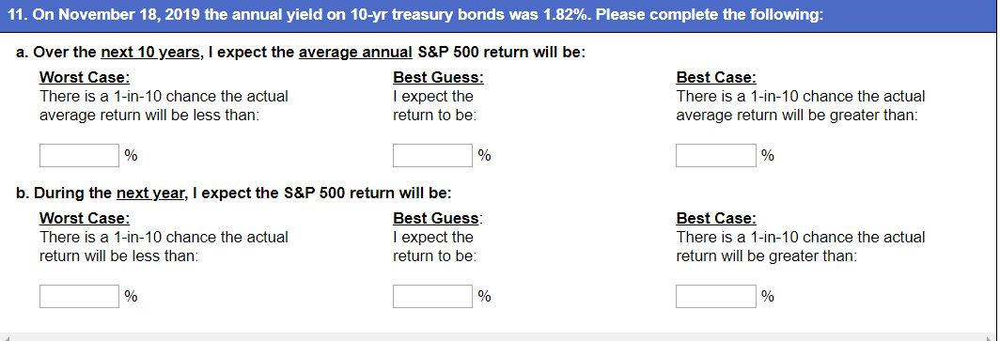 11. On November 18, 2019 the annual yield on 10-yr treasury bonds was 1.82%. Please complete the following:
a. Over the next 10 years, I expect the average annual S&P 500 return will be:
Worst Case: Best Guess: Best Case:
There is a 1-in-10 chance the actual I expect the There is a 1-in-10 chance the actual
average return will be less than: return to be: average return will be greater than:
% % %
b. During the next year, I expect the S&P 500 return will be:
Worst Case: Best Guess: Best Case:
There is a 1-in-10 chance the actual I expect the There is a 1-in-10 chance the actual
return will be less than: return to be: return will be greater than:
% % %